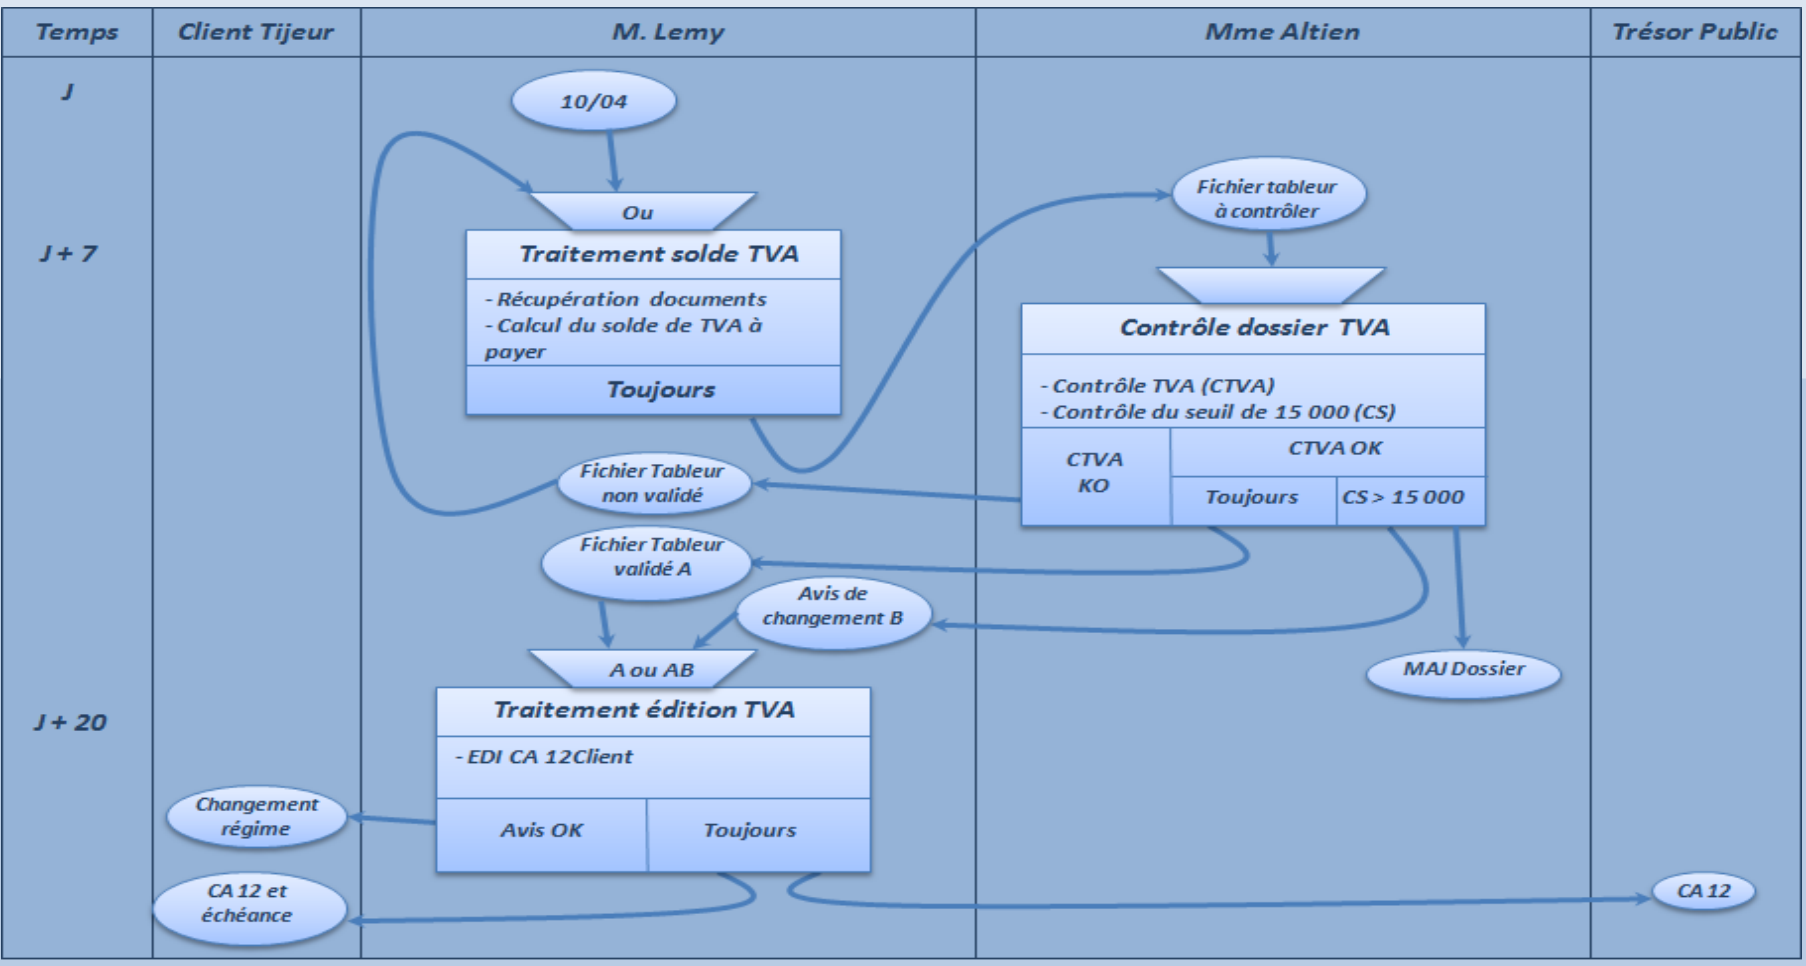 Temps
Client Tijeur
M. Lemy
Mme Altien
Trésor Public
J
10/04
Fichier tableur
à contrôler
Ou
J + 7
Traitement solde TVA
- Récupération documents
- Calcul du solde de TVA à
payer
Toujours
Contrôle dossier TVA
- Contrôle TVA (CTVA)
- Contrôle du seuil de 15 000 (CS)
CTVA
KO
CTVA OK
Toujours
CS > 15 000
Fichier Tableur
non validé
Fichier Tableur
validé A
Avis de
changement B
MAJ Dossier
A ou AB
J + 20
Traitement édition TVA
- EDI CA 12Client
Avis OK
Toujours
Changement
régime
CA 12 et
échéance
CA 12